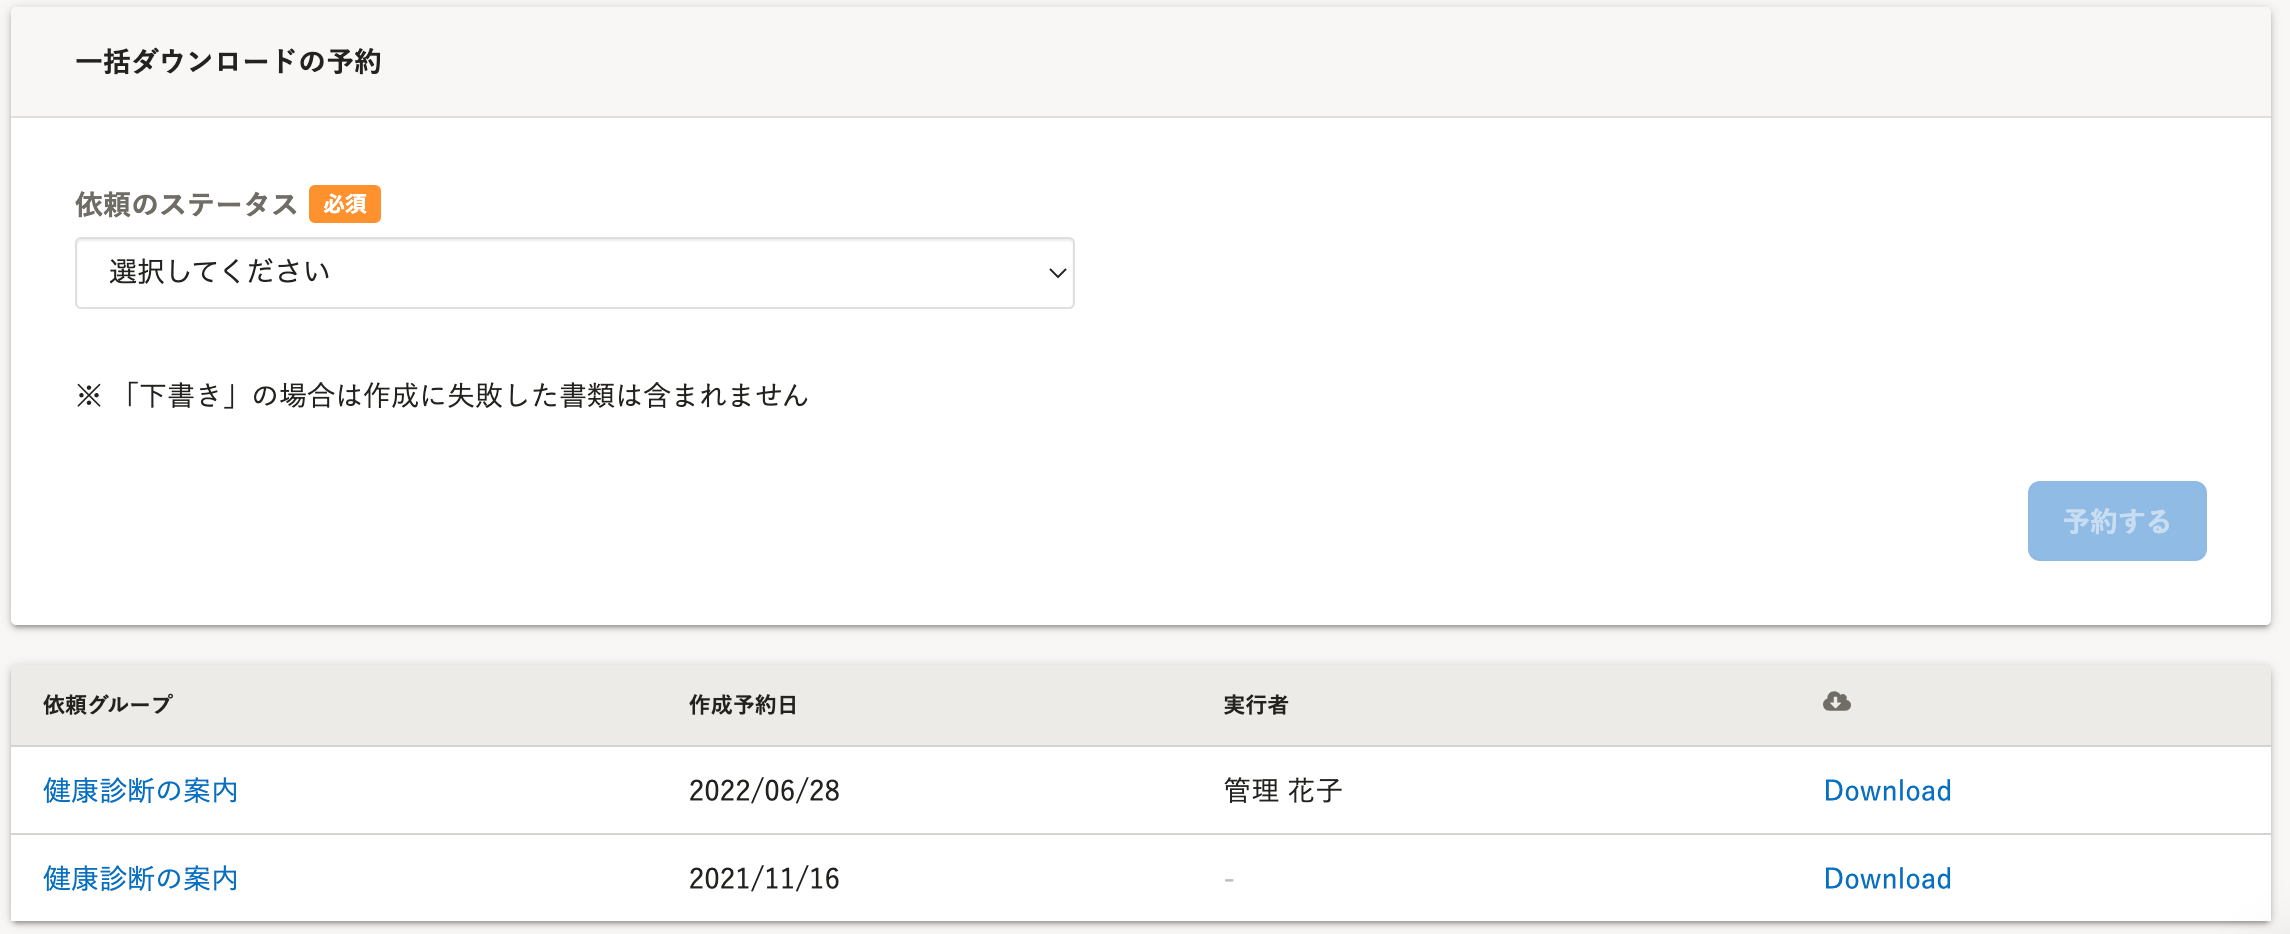 一括ダウンロードの予約
依頼のステータス 必須
選択してください
※ 「下書き」の場合は作成に失敗した書類は含まれません
予約する
依頼グループ 作成予約日 実行者
健康診断の案内 2022/06/28 管理 花子 Download
健康診断の案内 2021/11/16 - Download